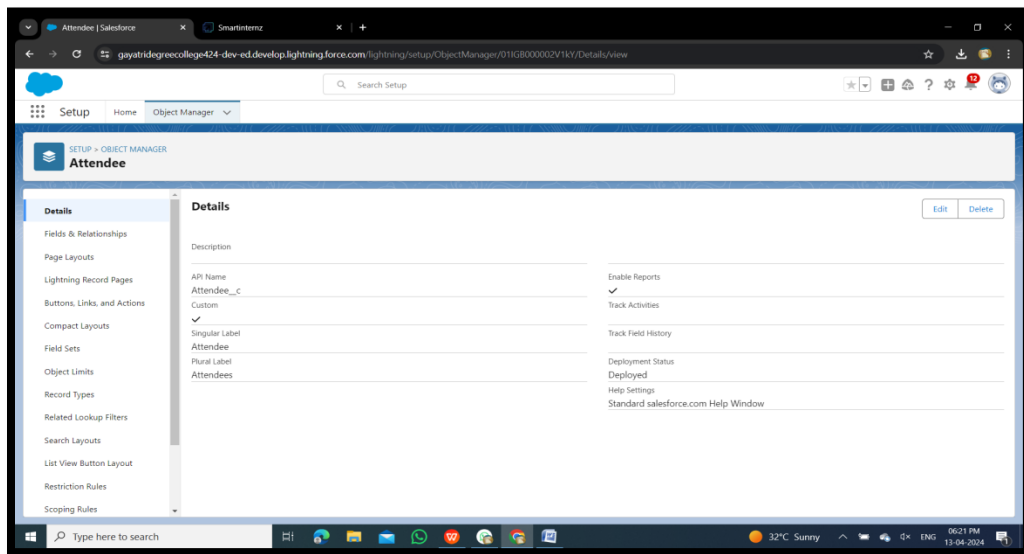 Attendee | Salesforce
Smartinternz
gayatridegreecollege424-dev-ed.develop.lightning.force.com/lightning/setup/ObjectManager/01IGB000002V1kY/Details/view
Search Setup
12
Setup
Home
Object Manager
SETUP > OBJECT MANAGER
Attendee
Details
Fields & Relationships
Page Layouts
Lightning Record Pages
Buttons, Links, and Actions
Compact Layouts
Field Sets
Object Limits
Record Types
Related Lookup Filters
Search Layouts
List View Button Layout
Restriction Rules
Scoping Rules
Details
Edit
Delete
Description
API Name
Attendee__c
Custom
Singular Label
Attendee
Plural Label
Attendees
Enable Reports
Track Activities
Track Field History
Deployment Status
Deployed
Help Settings
Standard salesforce.com Help Window
Type here to search
32°C Sunny
ENG
06:21 PM
13-04-2024